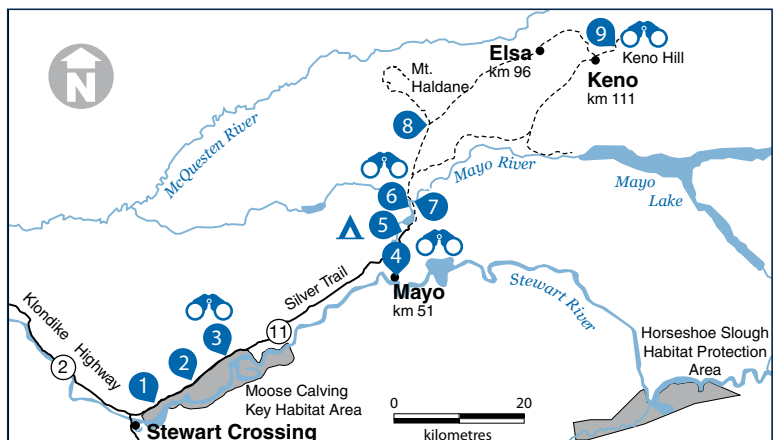 N
9
Elsa
km 96
Keno Hill
Keno
km 111
Mt.
Haldane
8
McQuesten River
Mayo River
Mayo
Lake
6
7
5
4
Mayo
km 51
Silver Trail
11
Stewart
River
Klondike
Highway
2
3
2
1
Moose Calving
Key Habitat Area
Horseshoe Slough
Habitat Protection
Area
0
20
kilometres
Stewart Crossing